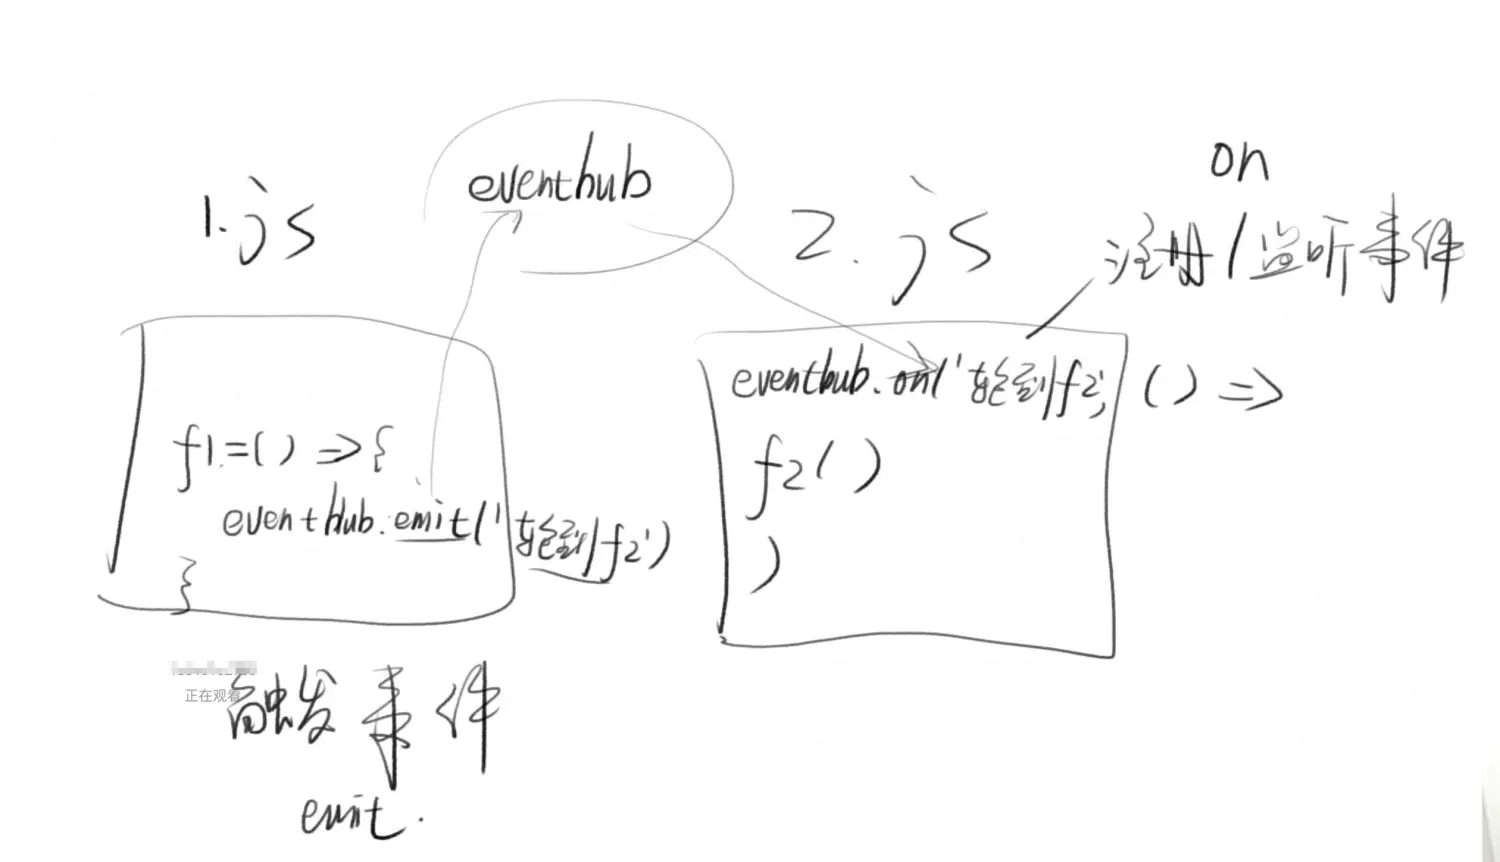 eventhub
1.js
2.js
on
注册/监听事件
f1=()=>{
eventhub.emit('轮到f2')
}
eventhub.on('轮到f2', ()=>
f2()
)
正在观看
触发事件
emit.